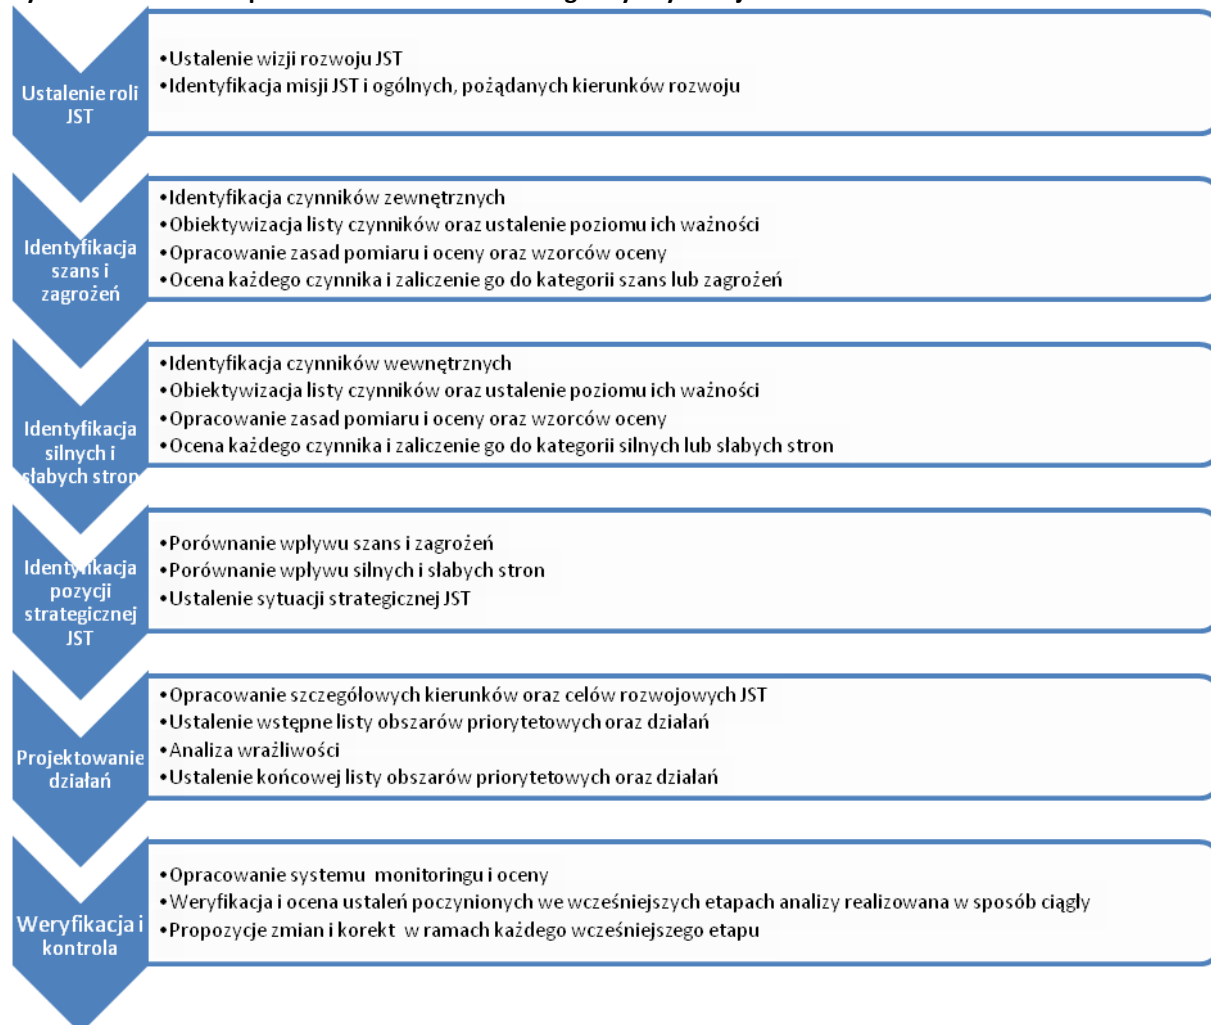 Ustalenie roli
JST
•Ustalenie wizji rozwoju JST
•Identyfikacja misji JST i ogólnych, pożądanych kierunków rozwoju
Identyfikacja
szans i
zagrożeń
•Identyfikacja czynników zewnętrznych
•Obiektywizacja listy czynników oraz ustalenie poziomu ich ważności
•Opracowanie zasad pomiaru i oceny oraz wzorców oceny
•Ocena każdego czynnika i zaliczenie go do kategorii szans lub zagrożeń
Identyfikacja
silnych i
słabych stron
•Identyfikacja czynników wewnętrznych
•Obiektywizacja listy czynników oraz ustalenie poziomu ich ważności
•Opracowanie zasad pomiaru i oceny oraz wzorców oceny
•Ocena każdego czynnika i zaliczenie go do kategorii silnych lub słabych stron
Identyfikacja
pozycji
strategicznej
JST
•Porównanie wpływu szans i zagrożeń
•Porównanie wpływu silnych i słabych stron
•Ustalenie sytuacji strategicznej JST
Projektowanie
działań
•Opracowanie szczegółowych kierunków oraz celów rozwojowych JST
•Ustalenie wstępne listy obszarów priorytetowych oraz działań
•Analiza wrażliwości
•Ustalenie końcowej listy obszarów priorytetowych oraz działań
Weryfikacja i
kontrola
•Opracowanie systemu monitoringu i oceny
•Weryfikacja i ocena ustaleń poczynionych we wcześniejszych etapach analizy realizowana w sposób ciągły
•Propozycje zmian i korekt w ramach każdego wcześniejszego etapu